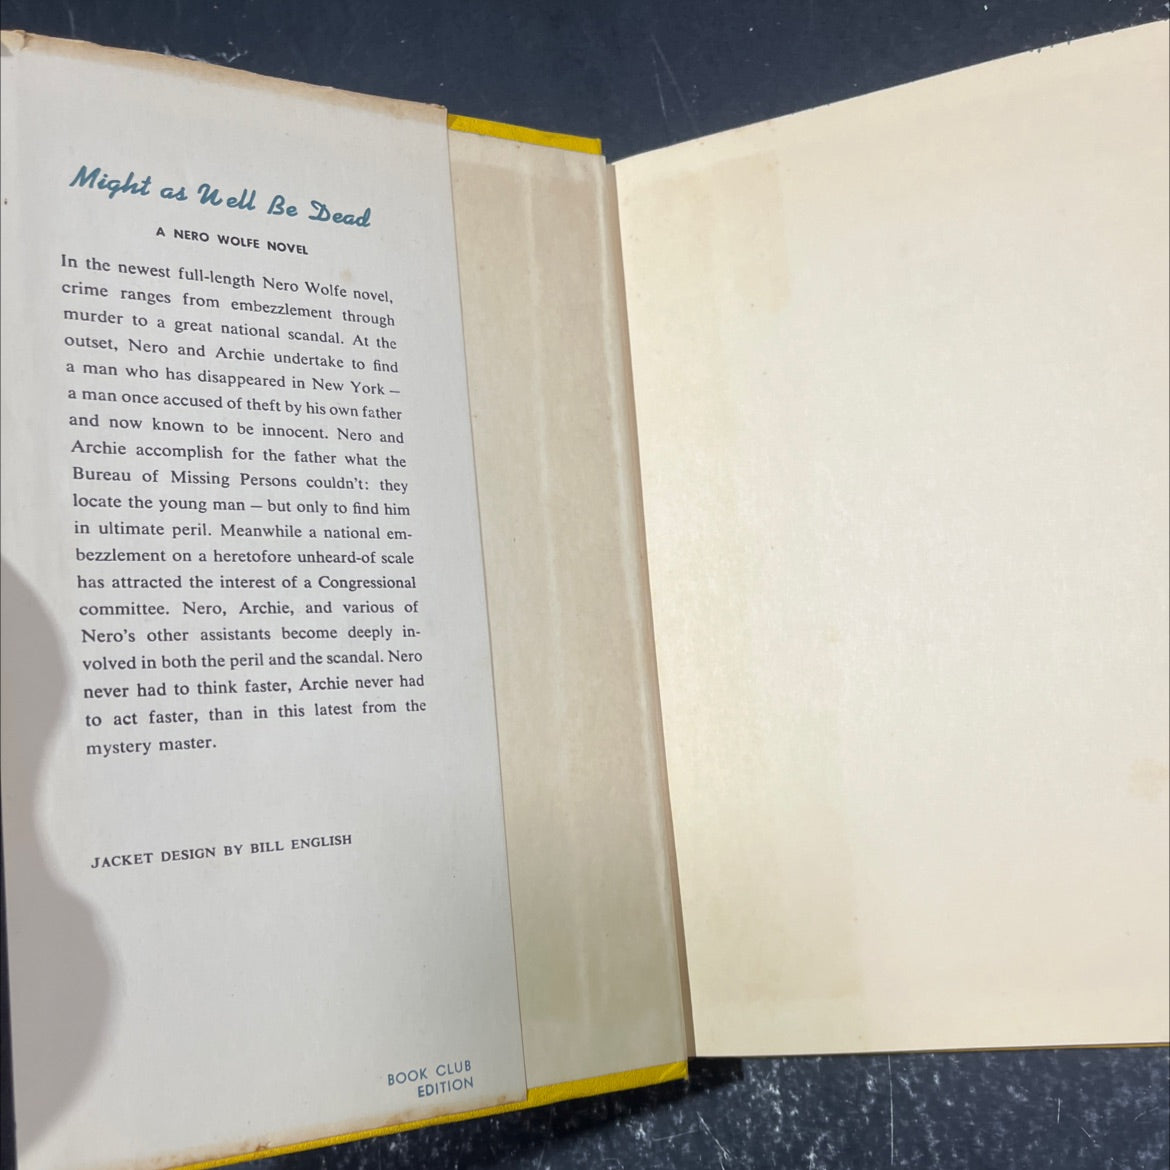 Might as Well Be Dead
A NERO WOLFE NOVEL
In the newest full-length Nero Wolfe novel,
crime ranges from embezzlement through
murder to a great national scandal. At the
outset, Nero and Archie undertake to find
a man who has disappeared in New York —
a man once accused of theft by his own father
and now known to be innocent. Nero and
Archie accomplish for the father what the
Bureau of Missing Persons couldn't: they
locate the young man — but only to find him
in ultimate peril. Meanwhile a national em-
bezzlement on a heretofore unheard-of scale
has attracted the interest of a Congressional
committee. Nero, Archie, and various of
Nero's other assistants become deeply in-
volved in both the peril and the scandal. Nero
never had to think faster, Archie never had
to act faster, than in this latest from the
mystery master.
JACKET DESIGN BY BILL ENGLISH
BOOK CLUB
EDITION